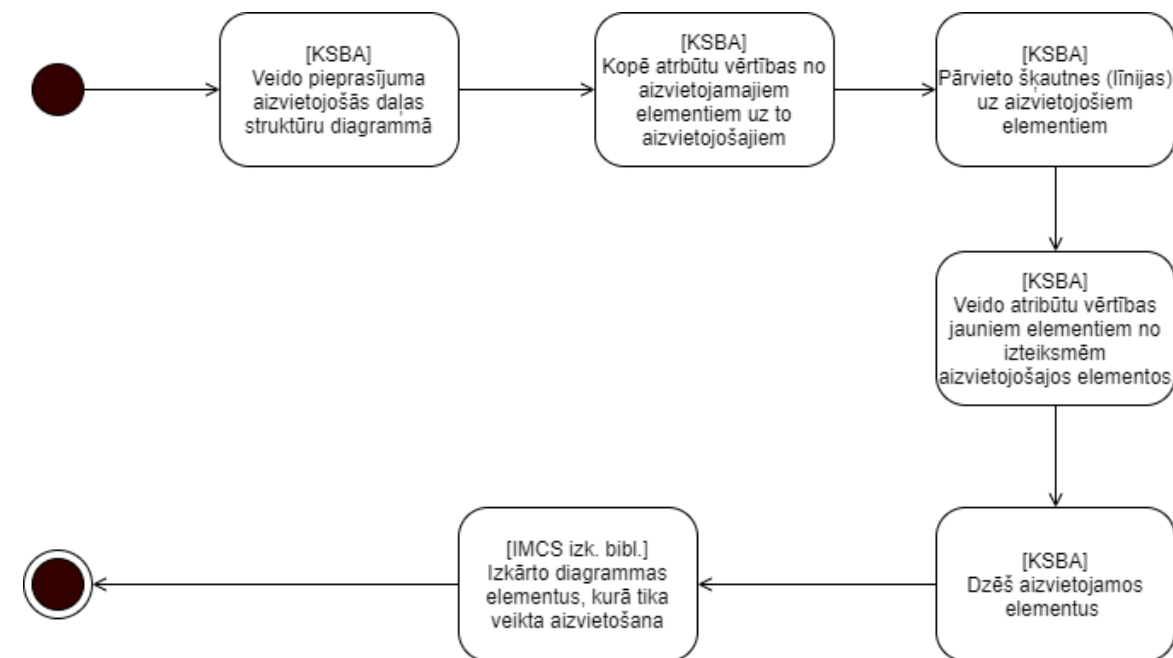 [KSBA]
Veido pieprasījuma
aizvietojošās daļas
struktūru diagrammā
[KSBA]
Kopē atrbūtu vērtības no
aizvietojamajiem
elementiem uz to
aizvietojošajiem
[KSBA]
Pārvieto šķautnes (līnijas)
uz aizvietojošiem
elementiem
[KSBA]
Veido atribūtu vērtības
jauniem elementiem no
izteiksmēm
aizvietojošajos elementos
[KSBA]
Dzēš aizvietojamos
elementus
[IMCS izk. bibl.]
Izkārto diagrammas
elementus, kurā tika
veikta aizvietošana